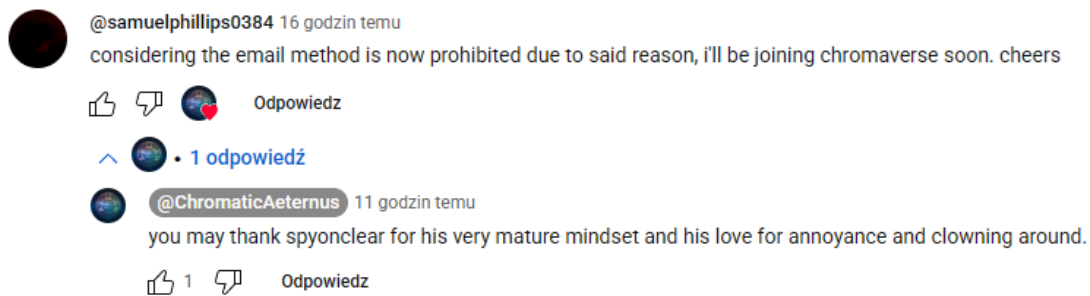 @samuelphillips0384 16 godzin temu
considering the email method is now prohibited due to said reason, i'll be joining chromaverse soon. cheers
Odpowiedz
• 1 odpowiedź
@ChromaticAeternus 11 godzin temu
you may thank spyonclear for his very mature mindset and his love for annoyance and clowning around.
1 Odpowiedz